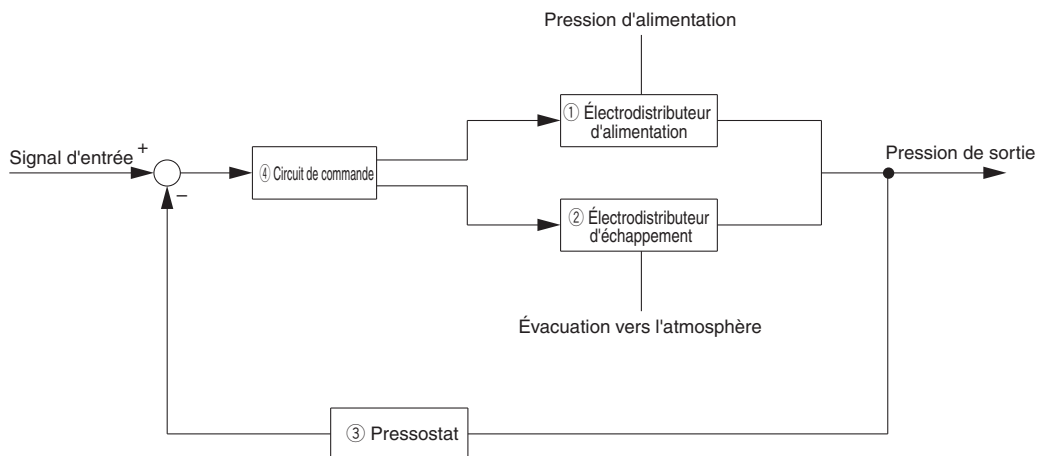 Pression d'alimentation
① Électrodistributeur
d'alimentation
Signal d'entrée
+
−
④ Circuit de commande
Pression de sortie
② Électrodistributeur
d'échappement
Évacuation vers l'atmosphère
③ Pressostat